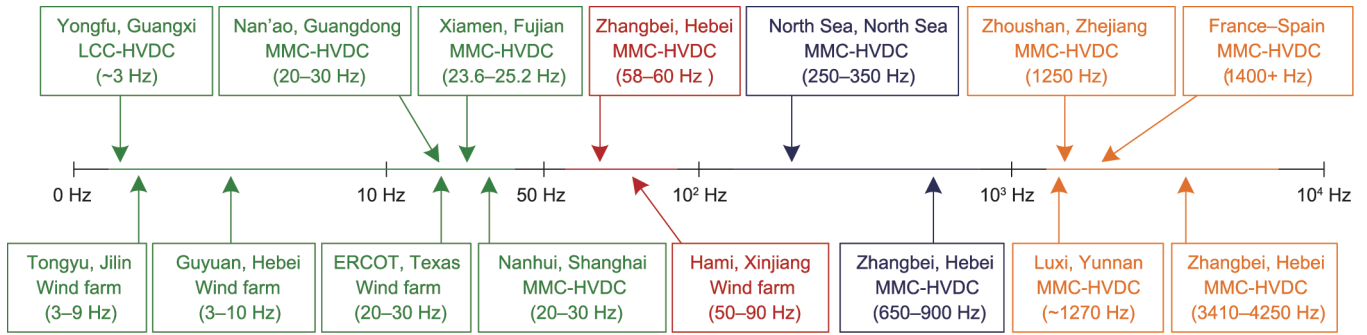 Yongfu, Guangxi
LCC-HVDC
(~3 Hz)
Nan'ao, Guangdong
MMC-HVDC
(20–30 Hz)
Xiamen, Fujian
MMC-HVDC
(23.6–25.2 Hz)
Zhangbei, Hebei
MMC-HVDC
(58–60 Hz )
North Sea, North Sea
MMC-HVDC
(250–350 Hz)
Zhoushan, Zhejiang
MMC-HVDC
(1250 Hz)
France–Spain
MMC-HVDC
(1400+ Hz)
0 Hz
10 Hz
50 Hz
10² Hz
10³ Hz
10⁴ Hz
Tongyu, Jilin
Wind farm
(3–9 Hz)
Guyuan, Hebei
Wind farm
(3–10 Hz)
ERCOT, Texas
Wind farm
(20–30 Hz)
Nanhui, Shanghai
MMC-HVDC
(20–30 Hz)
Hami, Xinjiang
Wind farm
(50–90 Hz)
Zhangbei, Hebei
MMC-HVDC
(650–900 Hz)
Luxi, Yunnan
MMC-HVDC
(~1270 Hz)
Zhangbei, Hebei
MMC-HVDC
(3410–4250 Hz)